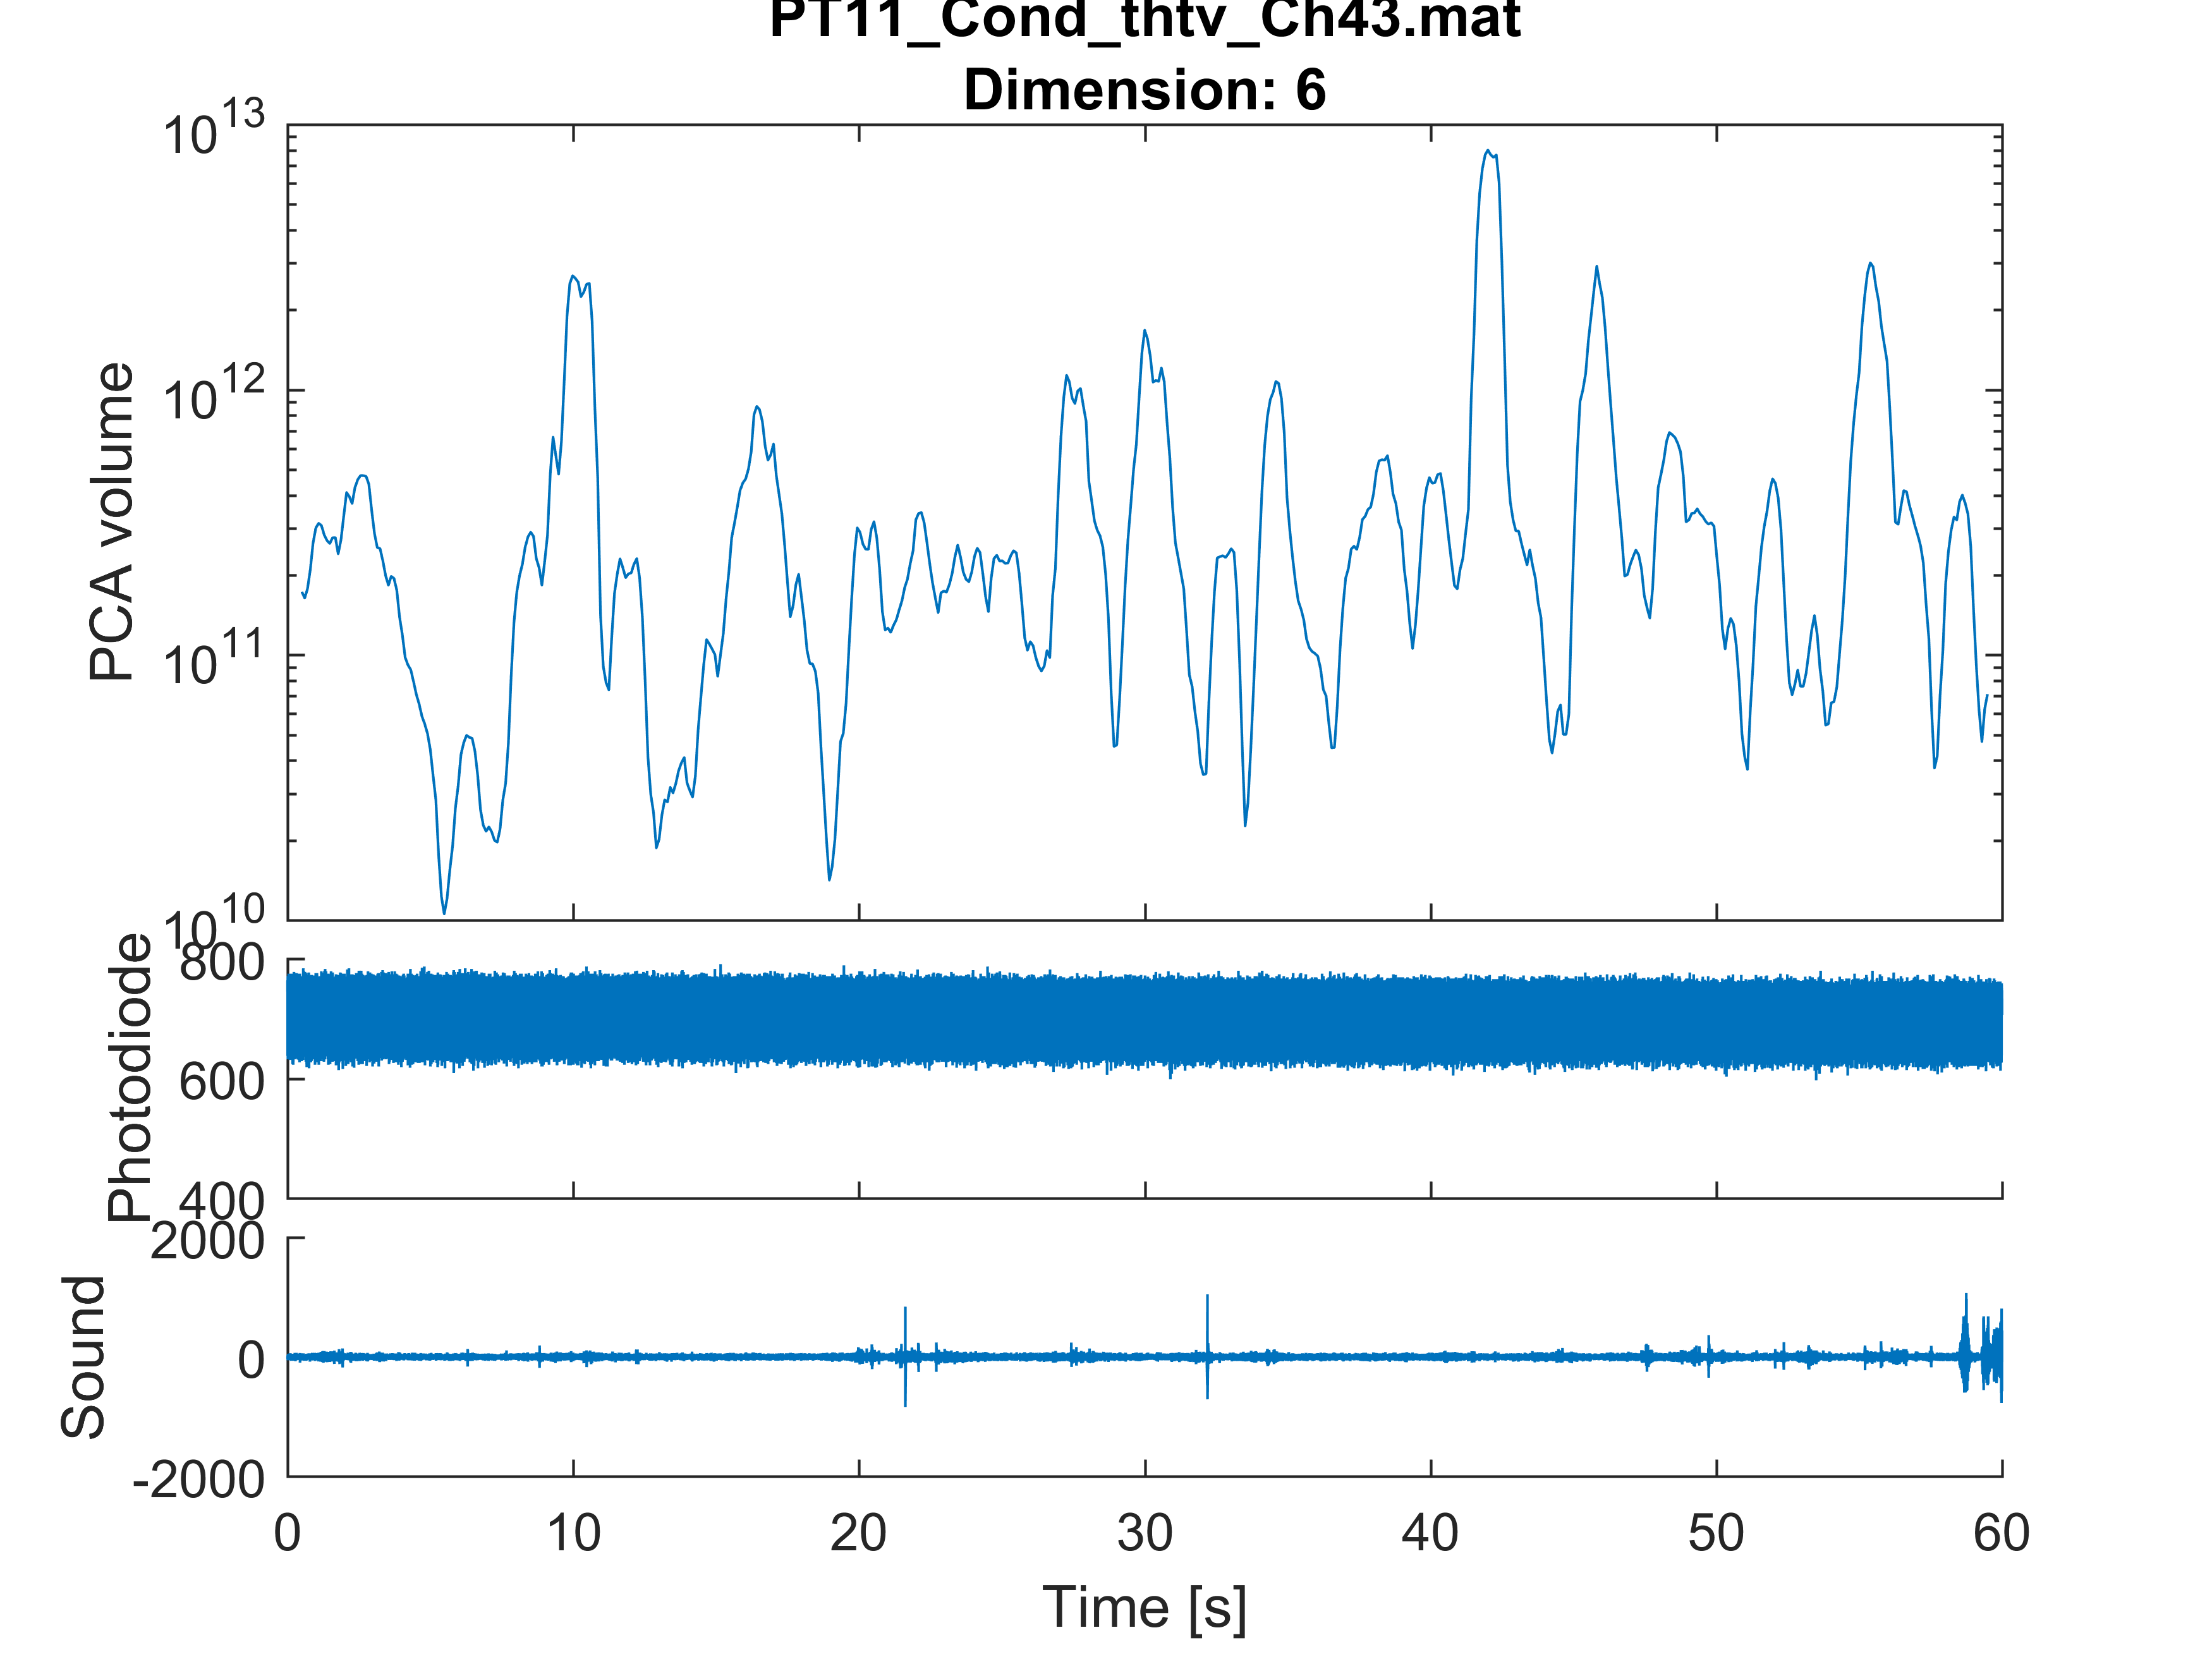 PT11_Cond_thtv_Ch43.mat
Dimension: 6
10^13
10^12
10^11
10^10
PCA volume
800
600
400
Photodiode
2000
0
-2000
Sound
0 10 20 30 40 50 60
Time [s]